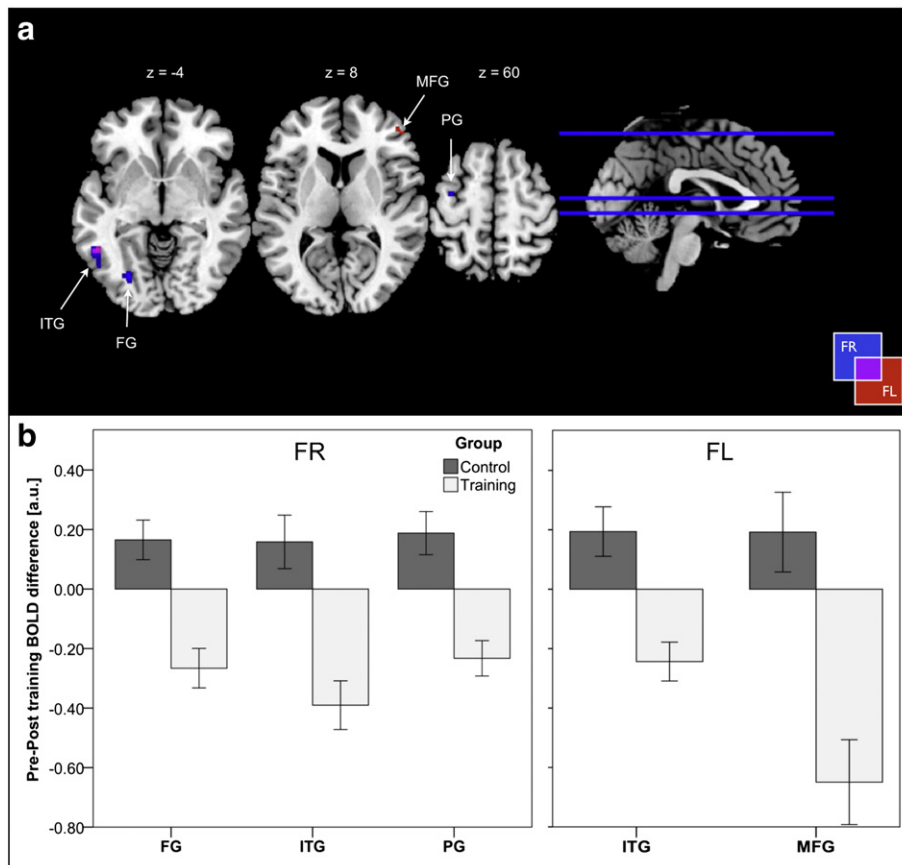 a
z = -4
z = 8
z = 60
MFG
PG
ITG
FG
FR
FL
b
FR
FL
Group
Control
Training
Pre-Post training BOLD difference [a.u.]
0.40
0.20
0.00
-0.20
-0.40
-0.60
-0.80
FG ITG PG
ITG MFG